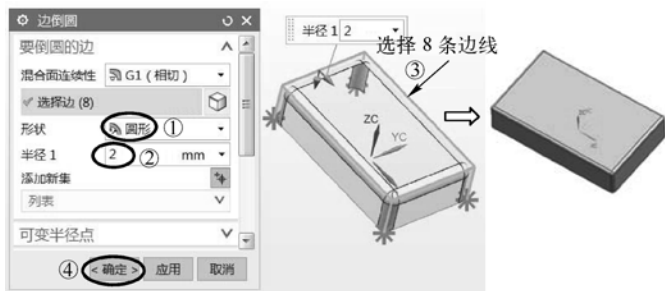 边倒圆
要倒圆的边
混合面连续性 G1（相切）
选择边 (8)
形状 圆形 ①
半径 1 2 ② mm
添加新集
列表
可变半径点
④ <确定> 应用 取消
半径 1 2
选择 8 条边线
③
ZC
YC